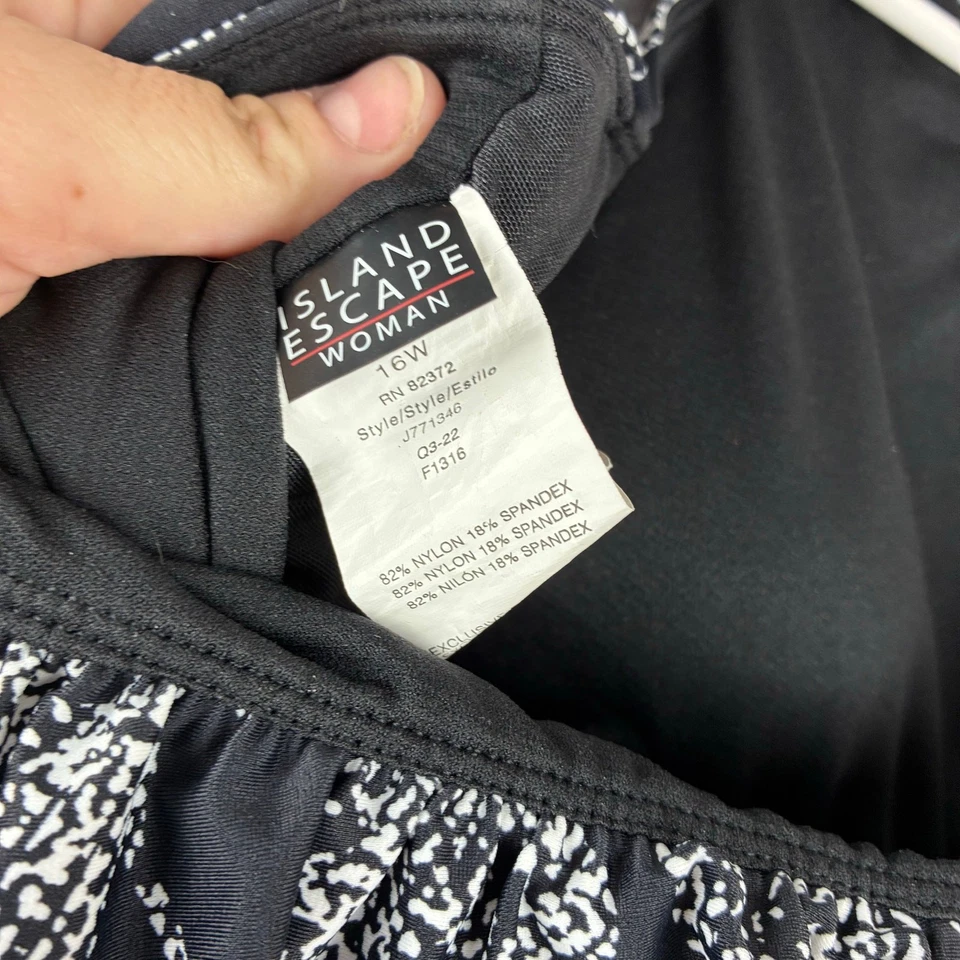 ISLAND
ESCAPE
WOMAN
16W
RN 82372
Style/Style/Estilo
J771346
Q3-22
F1316
82% NYLON 18% SPANDEX
82% NYLON 18% SPANDEX
82% NILON 18% SPANDEX